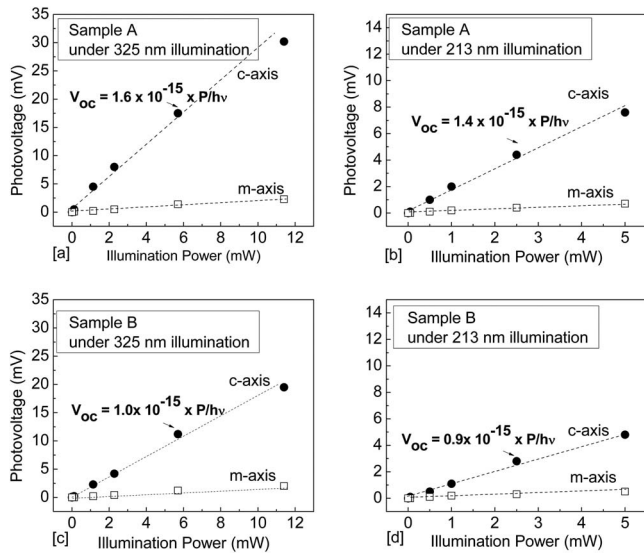 Sample A
under 325 nm illumination
c-axis
V_OC = 1.6 x 10^-15 x P/hν
m-axis
Photovoltage (mV)
35
30
25
20
15
10
5
0
0 2 4 6 8 10 12
[a] Illumination Power (mW)
Sample A
under 213 nm illumination
c-axis
V_OC = 1.4 x 10^-15 x P/hν
m-axis
Photovoltage (mV)
14
12
10
8
6
4
2
0
0 1 2 3 4 5
[b] Illumination Power (mW)
Sample B
under 325 nm illumination
c-axis
V_OC = 1.0x 10^-15 x P/hν
m-axis
Photovoltage (mV)
35
30
25
20
15
10
5
0
0 2 4 6 8 10 12
[c] Illumination Power (mW)
Sample B
under 213 nm illumination
c-axis
V_OC = 0.9x 10^-15 x P/hν
m-axis
Photovoltage (mV)
14
12
10
8
6
4
2
0
0 1 2 3 4 5
[d] Illumination Power (mW)